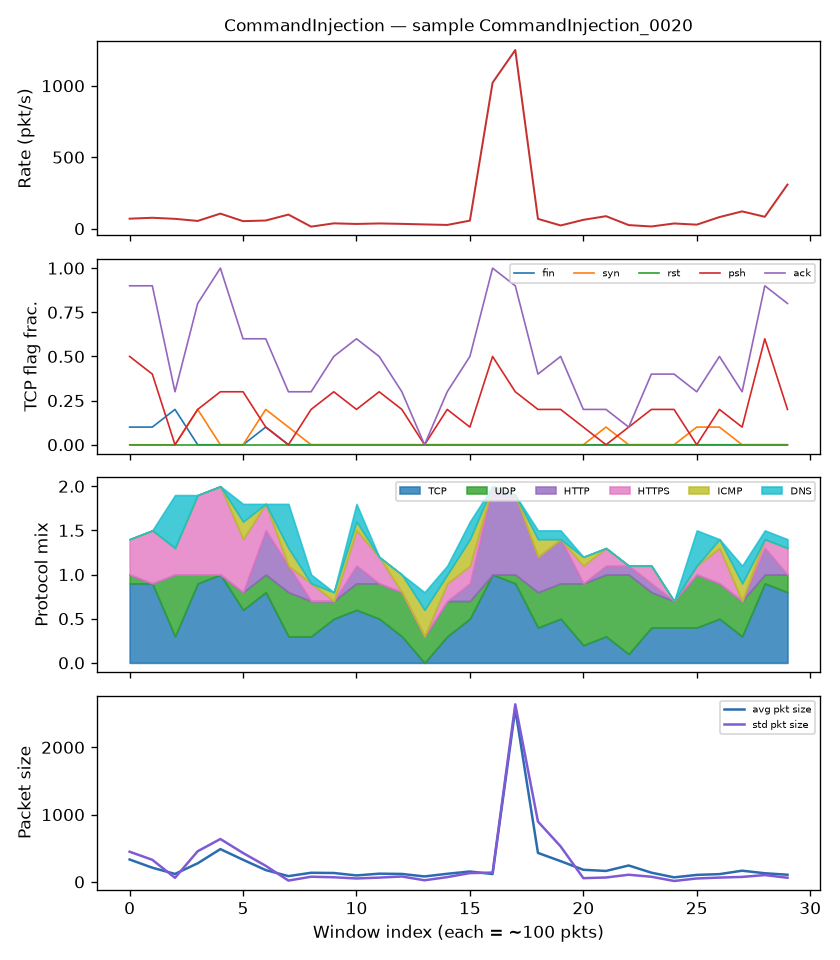 CommandInjection — sample CommandInjection_0020
Rate (pkt/s)
1000
500
0
TCP flag frac.
1.00
0.75
0.50
0.25
0.00
fin syn rst psh ack
Protocol mix
2.0
1.5
1.0
0.5
0.0
TCP UDP HTTP HTTPS ICMP DNS
Packet size
2000
1000
0
avg pkt size
std pkt size
0 5 10 15 20 25 30
Window index (each = ~100 pkts)